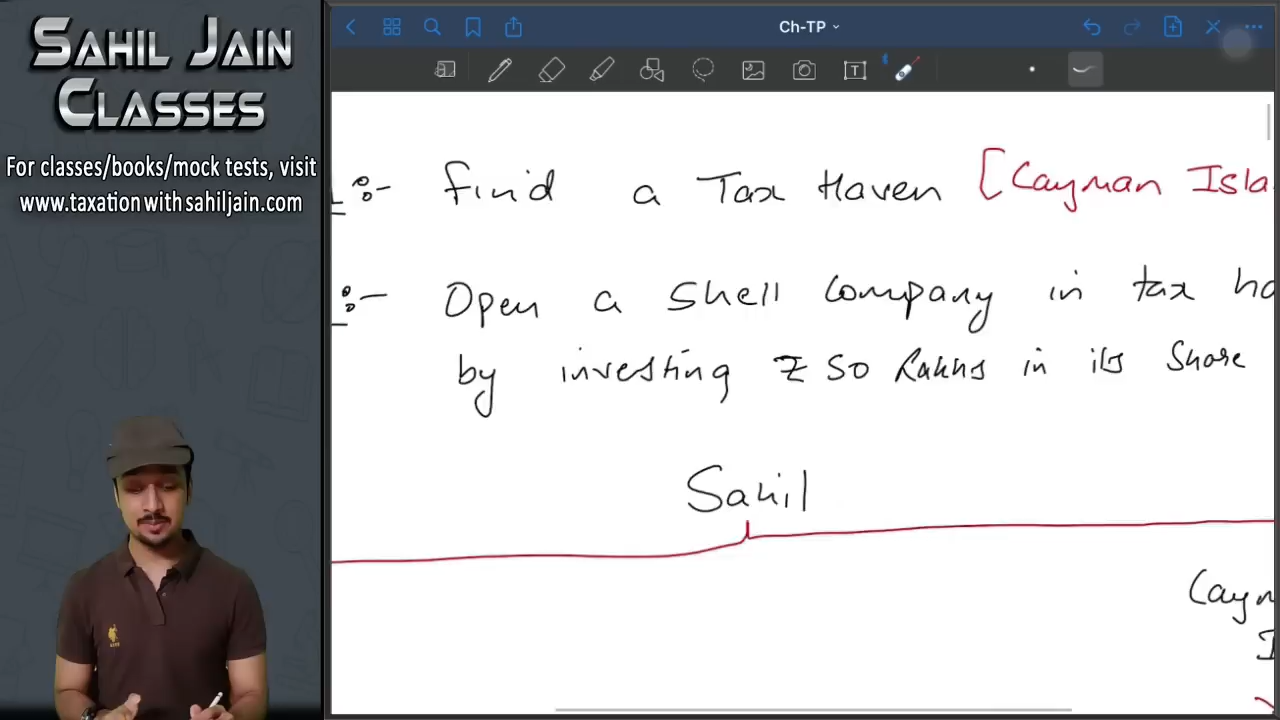 SAHIL JAIN
CLASSES
For classes/books/mock tests, visit
www.taxationwithsahiljain.com
Ch-TP
T
1:- Find a Tax Haven [Cayman Isla
:- Open a Shell Company in tax ha
by investing ₹ 50 Lakhs in its Share
Sahil
Caym
I